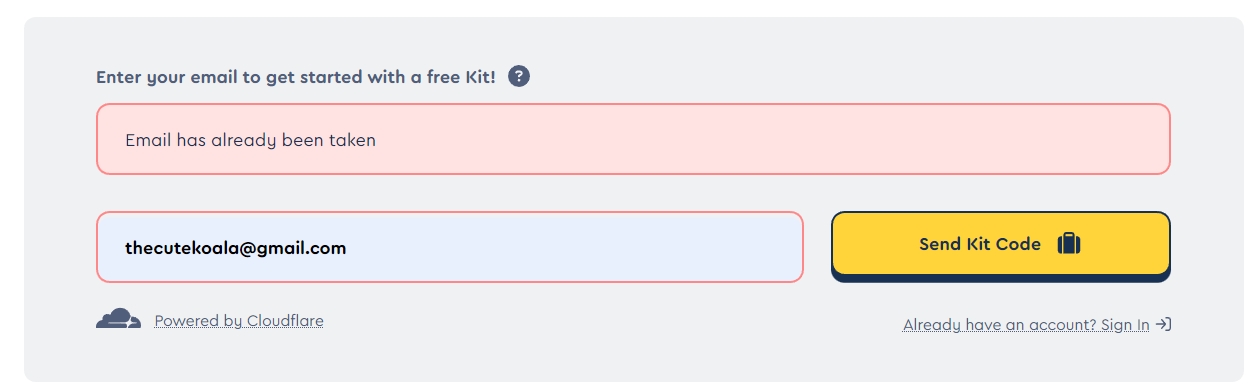 Enter your email to get started with a free Kit! ?
Email has already been taken
thecutekoala@gmail.com
Send Kit Code
Powered by Cloudflare
Already have an account? Sign In